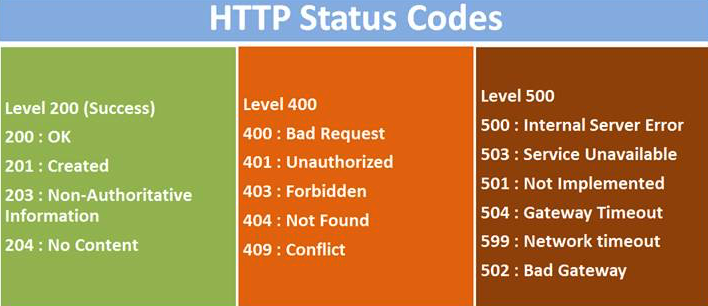 HTTP Status Codes
Level 200 (Success)
200 : OK
201 : Created
203 : Non-Authoritative
Information
204 : No Content
Level 400
400 : Bad Request
401 : Unauthorized
403 : Forbidden
404 : Not Found
409 : Conflict
Level 500
500 : Internal Server Error
503 : Service Unavailable
501 : Not Implemented
504 : Gateway Timeout
599 : Network timeout
502 : Bad Gateway